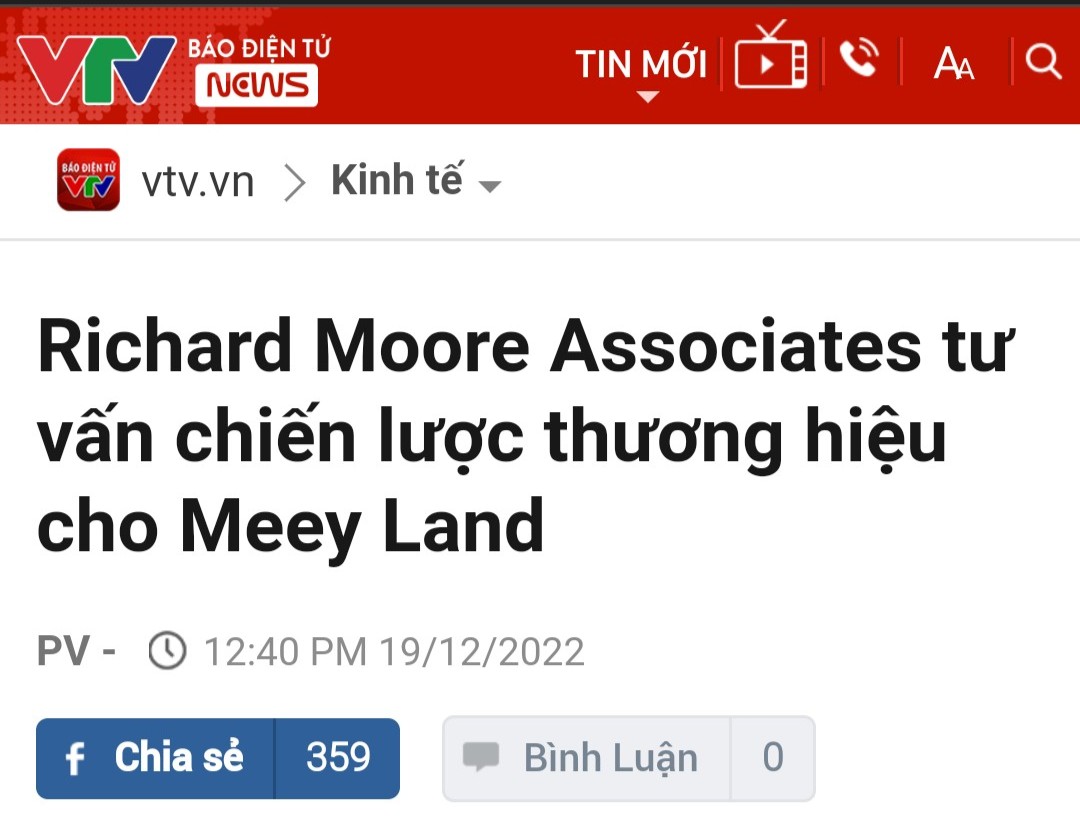 VTV BÁO ĐIỆN TỬ
NEWS
TIN MỚI
AA
BÁO ĐIỆN TỬ
VTV
vtv.vn > Kinh tế
Richard Moore Associates tư
vấn chiến lược thương hiệu
cho Meey Land
PV - 12:40 PM 19/12/2022
f Chia sẻ 359
Bình Luận 0